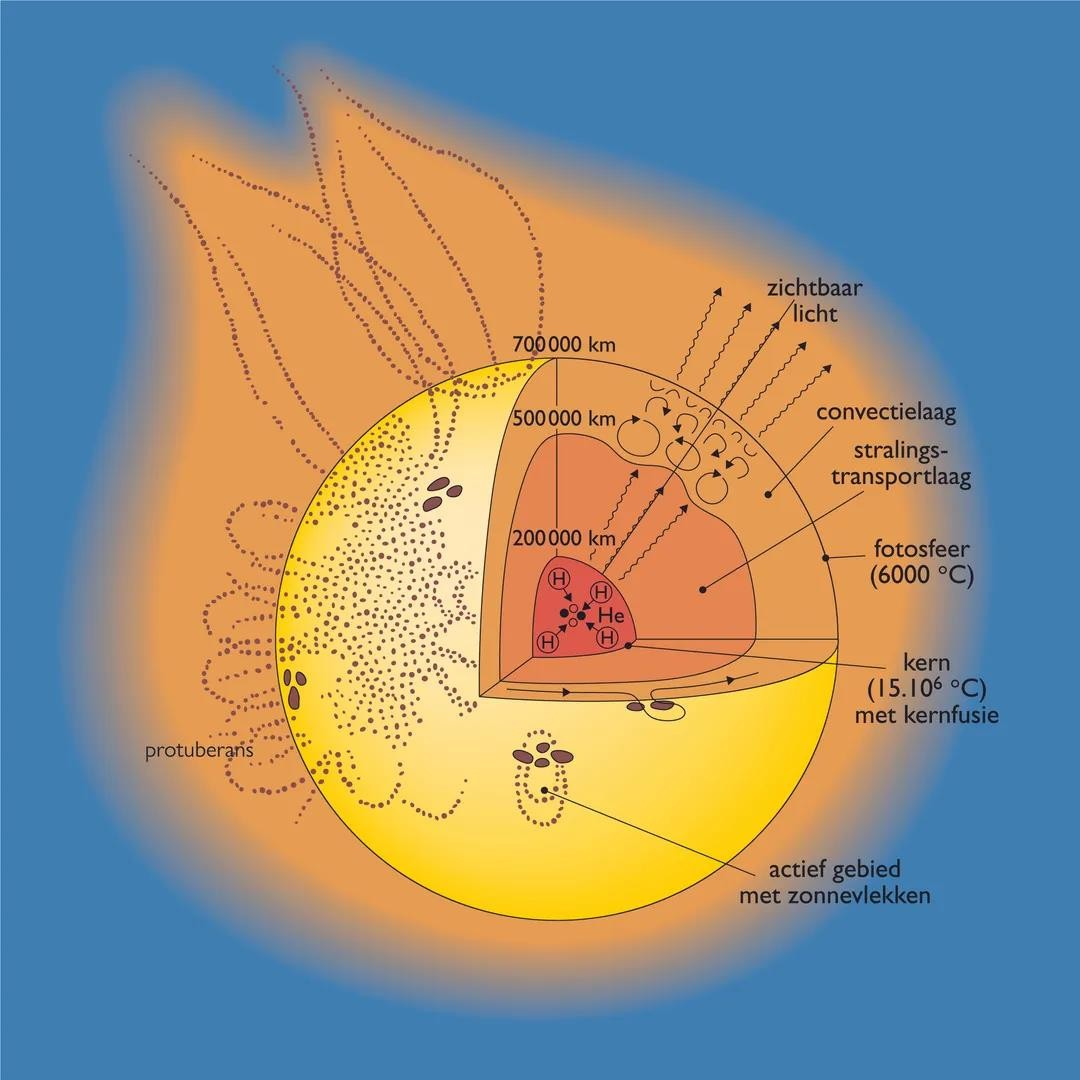 zichtbaar
licht
700 000 km
convectielaag
500 000 km
stralings-
transportlaag
200 000 km
fotosfeer
(6000 °C)
H
H
He
H
H
kern
(15.10⁶ °C)
met kernfusie
protuberans
actief gebied
met zonnevlekken